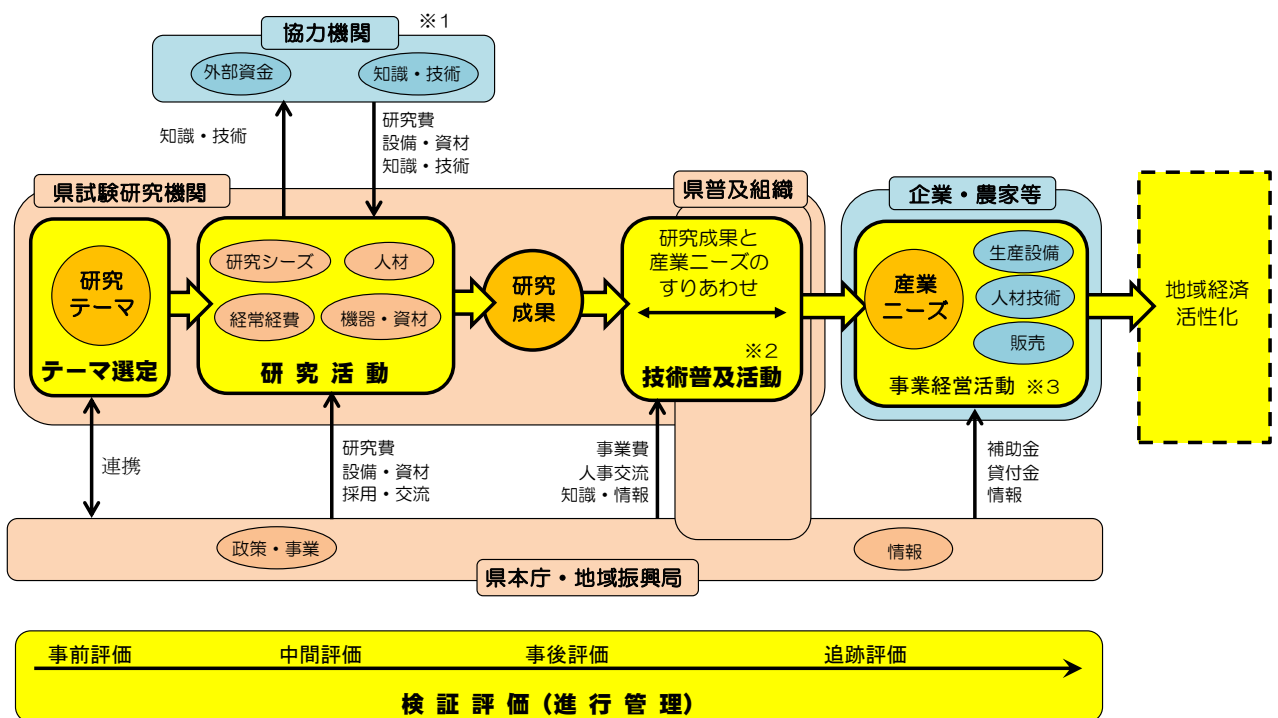 ※1
協力機関
外部資金
知識・技術
知識・技術
研究費
設備・資材
知識・技術
県試験研究機関
県普及組織
企業・農家等
研究
テーマ
テーマ選定
研究シーズ
人材
経常経費
機器・資材
研究活動
研究
成果
研究成果と
産業ニーズの
すりあわせ
※2
技術普及活動
産業
ニーズ
生産設備
人材技術
販売
事業経営活動 ※3
地域経済
活性化
連携
研究費
設備・資材
採用・交流
事業費
人事交流
知識・情報
補助金
貸付金
情報
政策・事業
情報
県本庁・地域振興局
事前評価
中間評価
事後評価
追跡評価
検証評価(進行管理)